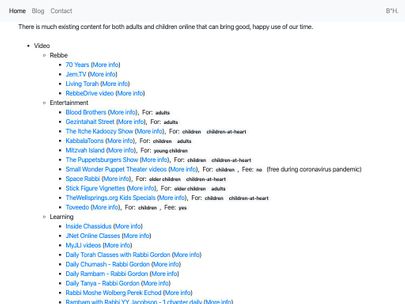 Home Blog Contact B"H.
There is much existing content for both adults and children online that can bring good, happy use of our time.
Video
Rebbe
70 Years (More info)
Jem.TV (More info)
Living Torah (More info)
RebbeDrive video (More info)
Entertainment
Blood Brothers (More info), For: adults
Gezintahait Street (More info), For: adults
The Itche Kadoozy Show (More info), For: children children-at-heart
KabbalaToons (More info), For: children adults
Mitzvah Island (More info), For: young children
The Puppetsburgers Show (More info), For: children children-at-heart
Small Wonder Puppet Theater videos (More info), For: children , Fee: no (free during coronavirus pandemic)
Space Rabbi (More info), For: older children children-at-heart
Stick Figure Vignettes (More info), For: older children adults
TheWellsprings.org Kids Specials (More info), For: children children-at-heart
Toveedo (More info), For: children , Fee: yes
Learning
Inside Chassidus (More info)
JNet Online Classes (More info)
MyJLI videos (More info)
Daily Torah Classes with Rabbi Gordon (More info)
Daily Chumash - Rabbi Gordon (More info)
Daily Rambam - Rabbi Gordon (More info)
Daily Tanya - Rabbi Gordon (More info)
Rabbi Moshe Wolberg Perek Breod (More info)
Rambam with Rabbi YY Jacobson - 1 chapter daily (More info)